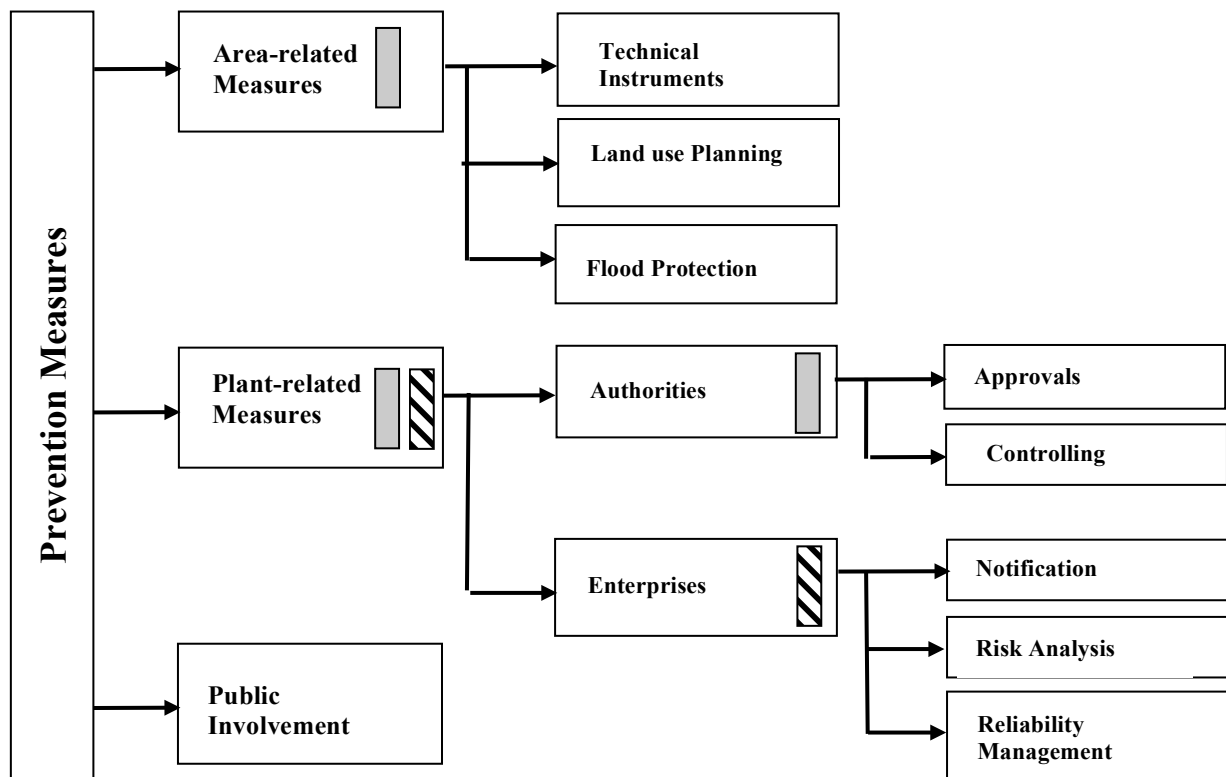 Prevention Measures
Area-related
Measures
Technical
Instruments
Land use Planning
Flood Protection
Plant-related
Measures
Authorities
Approvals
Controlling
Enterprises
Notification
Risk Analysis
Reliability
Management
Public
Involvement